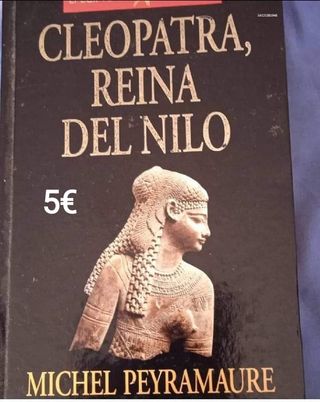 CLEOPATRA,
REINA
DEL NILO
5€
MICHEL PEYRAMAURE